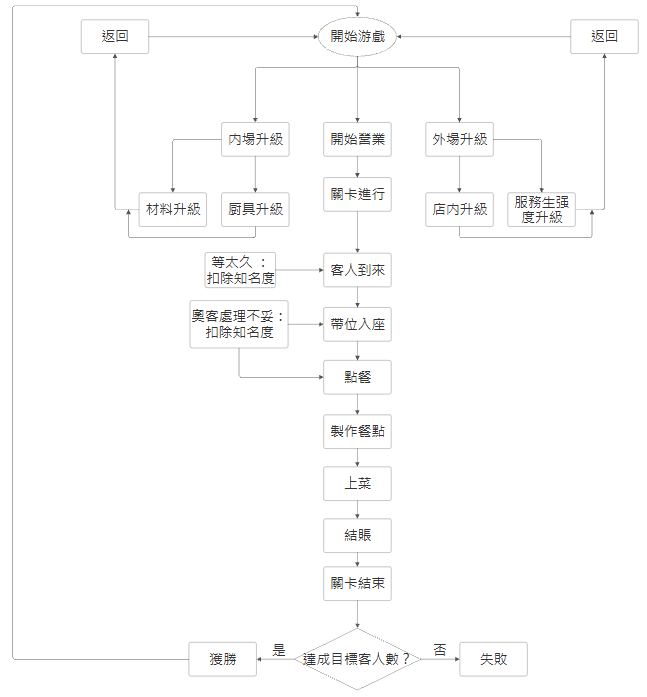 返回
開始游戲
返回
内場升級
開始營業
外場升級
材料升級
厨具升級
關卡進行
店内升級
服務生强
度升級
等太久 ：
扣除知名度
客人到來
奧客處理不妥：
扣除知名度
帶位入座
點餐
製作餐點
上菜
結賬
關卡結束
獲勝
是
達成目標客人數？
否
失敗